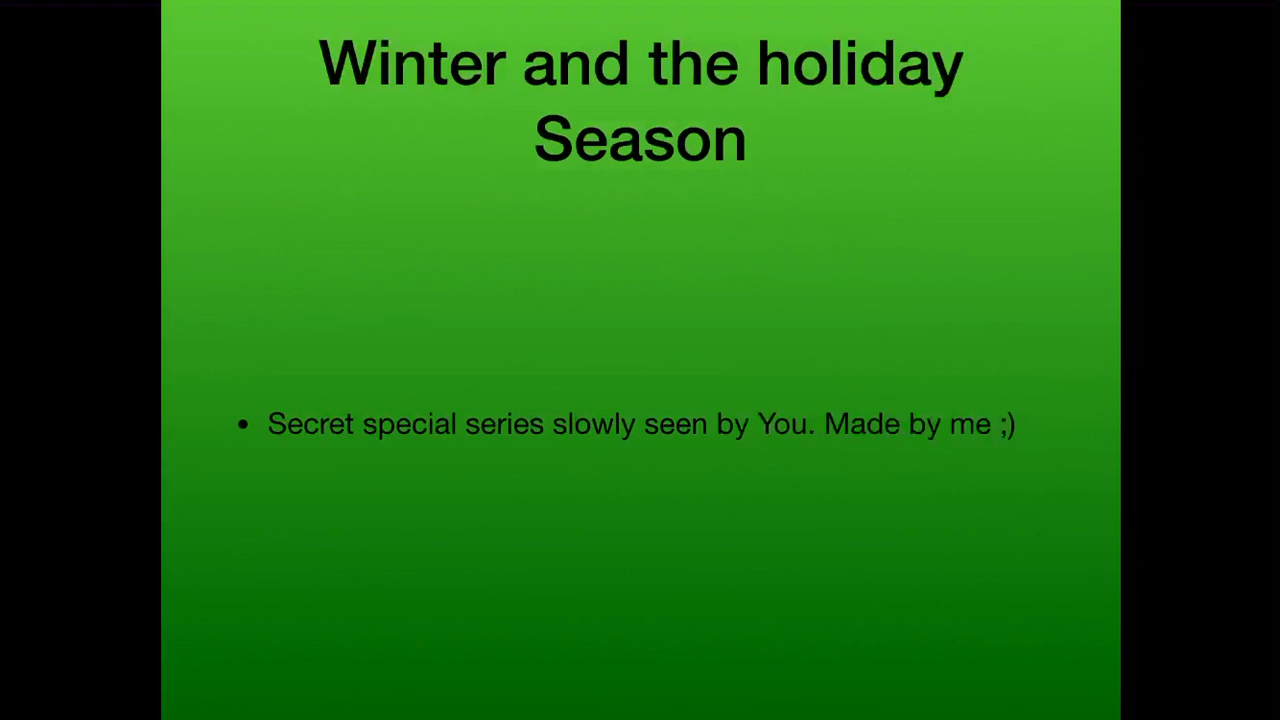 Winter and the holiday
Season
• Secret special series slowly seen by You. Made by me ;)